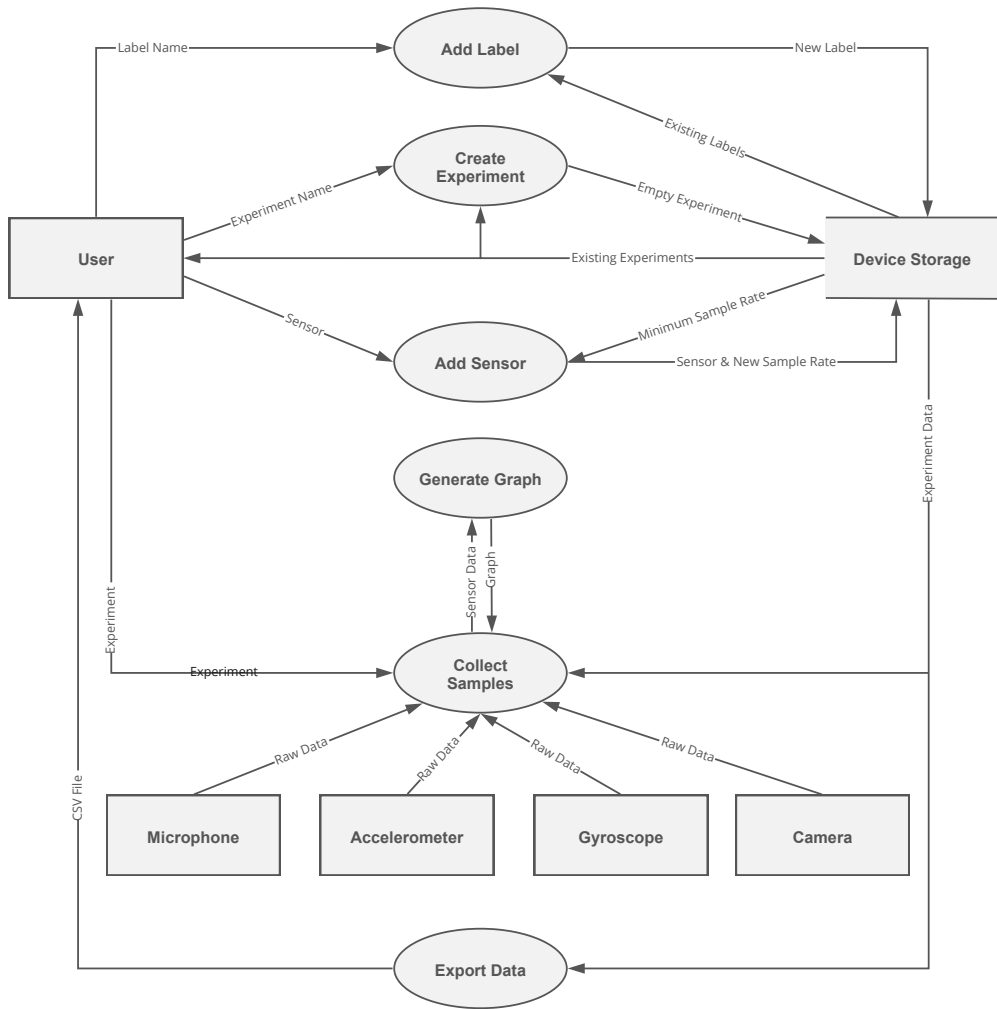 Label Name
Add Label
New Label
Existing Labels
Create
Experiment
Experiment Name
Empty Experiment
User
Existing Experiments
Device Storage
Sensor
Minimum Sample Rate
Add Sensor
Sensor & New Sample Rate
Experiment Data
Generate Graph
Sensor Data
Graph
Experiment
Experiment
Collect
Samples
Raw Data
Raw Data
Raw Data
Raw Data
CSV File
Microphone
Accelerometer
Gyroscope
Camera
Export Data